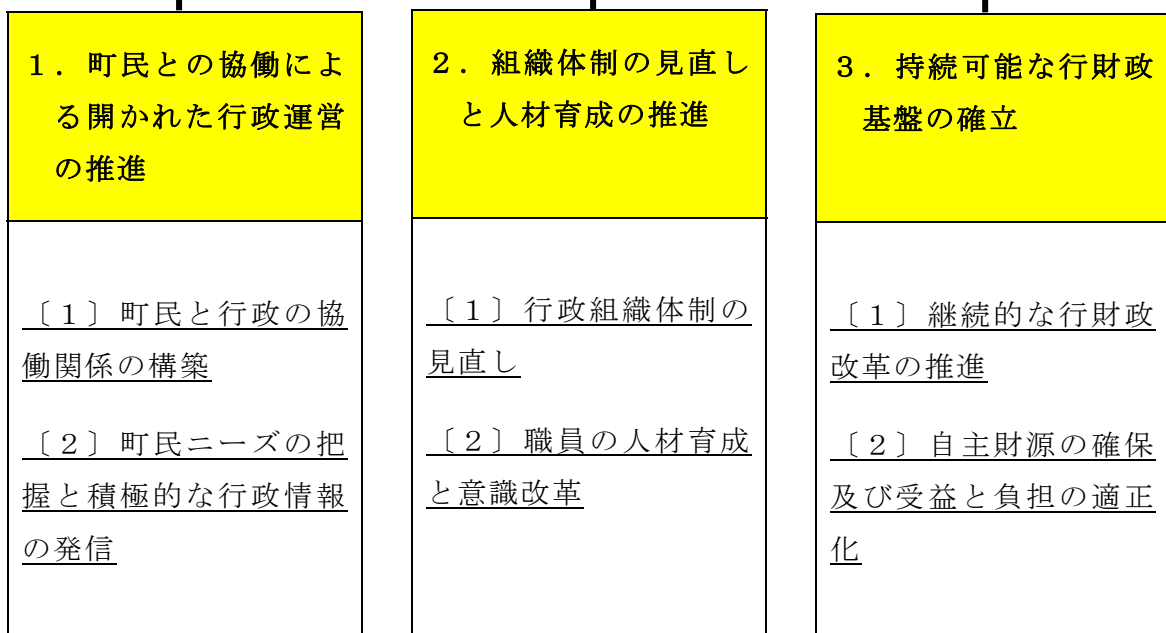 １．町民との協働によ
る開かれた行政運営
の推進
〔１〕町民と行政の協
働関係の構築
〔２〕町民ニーズの把
握と積極的な行政情報
の発信
２．組織体制の見直し
と人材育成の推進
〔１〕行政組織体制の
見直し
〔２〕職員の人材育成
と意識改革
３．持続可能な行財政
基盤の確立
〔１〕継続的な行財政
改革の推進
〔２〕自主財源の確保
及び受益と負担の適正
化